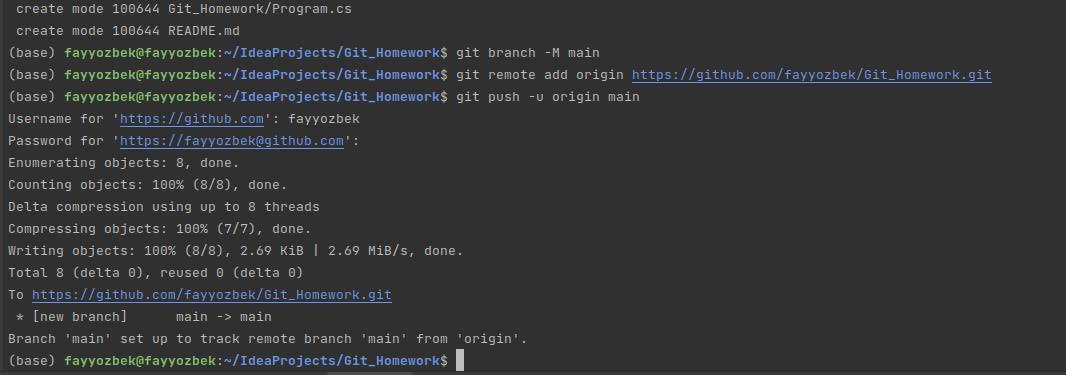 create mode 100644 Git_Homework/Program.cs
create mode 100644 README.md
(base) fayyozbek@fayyozbek:~/IdeaProjects/Git_Homework$ git branch -M main
(base) fayyozbek@fayyozbek:~/IdeaProjects/Git_Homework$ git remote add origin https://github.com/fayyozbek/Git_Homework.git
(base) fayyozbek@fayyozbek:~/IdeaProjects/Git_Homework$ git push -u origin main
Username for 'https://github.com': fayyozbek
Password for 'https://fayyozbek@github.com':
Enumerating objects: 8, done.
Counting objects: 100% (8/8), done.
Delta compression using up to 8 threads
Compressing objects: 100% (7/7), done.
Writing objects: 100% (8/8), 2.69 KiB | 2.69 MiB/s, done.
Total 8 (delta 0), reused 0 (delta 0)
To https://github.com/fayyozbek/Git_Homework.git
 * [new branch]      main -> main
Branch 'main' set up to track remote branch 'main' from 'origin'.
(base) fayyozbek@fayyozbek:~/IdeaProjects/Git_Homework$